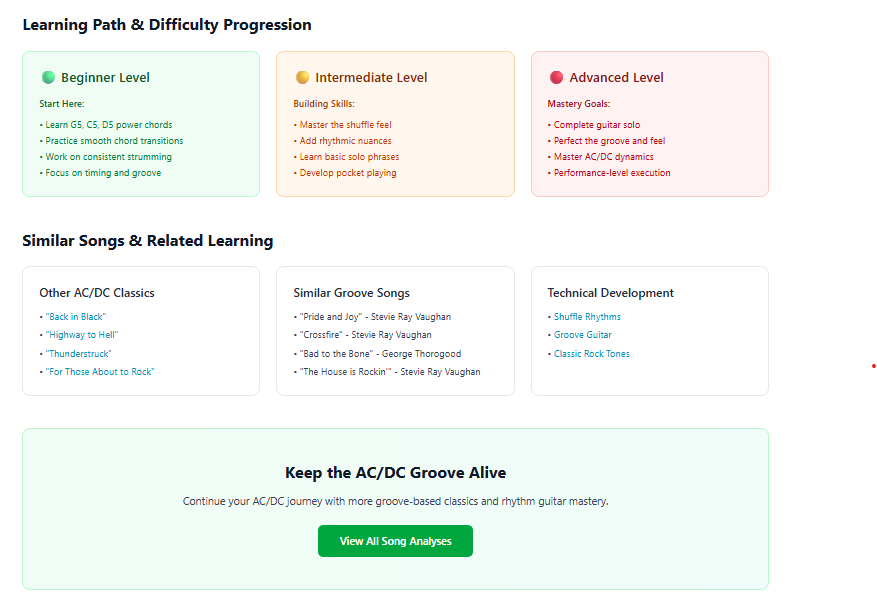 Learning Path & Difficulty Progression
Beginner Level
Start Here:
• Learn G5, C5, D5 power chords
• Practice smooth chord transitions
• Work on consistent strumming
• Focus on timing and groove
Intermediate Level
Building Skills:
• Master the shuffle feel
• Add rhythmic nuances
• Learn basic solo phrases
• Develop pocket playing
Advanced Level
Mastery Goals:
• Complete guitar solo
• Perfect the groove and feel
• Master AC/DC dynamics
• Performance-level execution
Similar Songs & Related Learning
Other AC/DC Classics
• "Back in Black"
• "Highway to Hell"
• "Thunderstruck"
• "For Those About to Rock"
Similar Groove Songs
• "Pride and Joy" - Stevie Ray Vaughan
• "Crossfire" - Stevie Ray Vaughan
• "Bad to the Bone" - George Thorogood
• "The House is Rockin'" - Stevie Ray Vaughan
Technical Development
• Shuffle Rhythms
• Groove Guitar
• Classic Rock Tones
Keep the AC/DC Groove Alive
Continue your AC/DC journey with more groove-based classics and rhythm guitar mastery.
View All Song Analyses